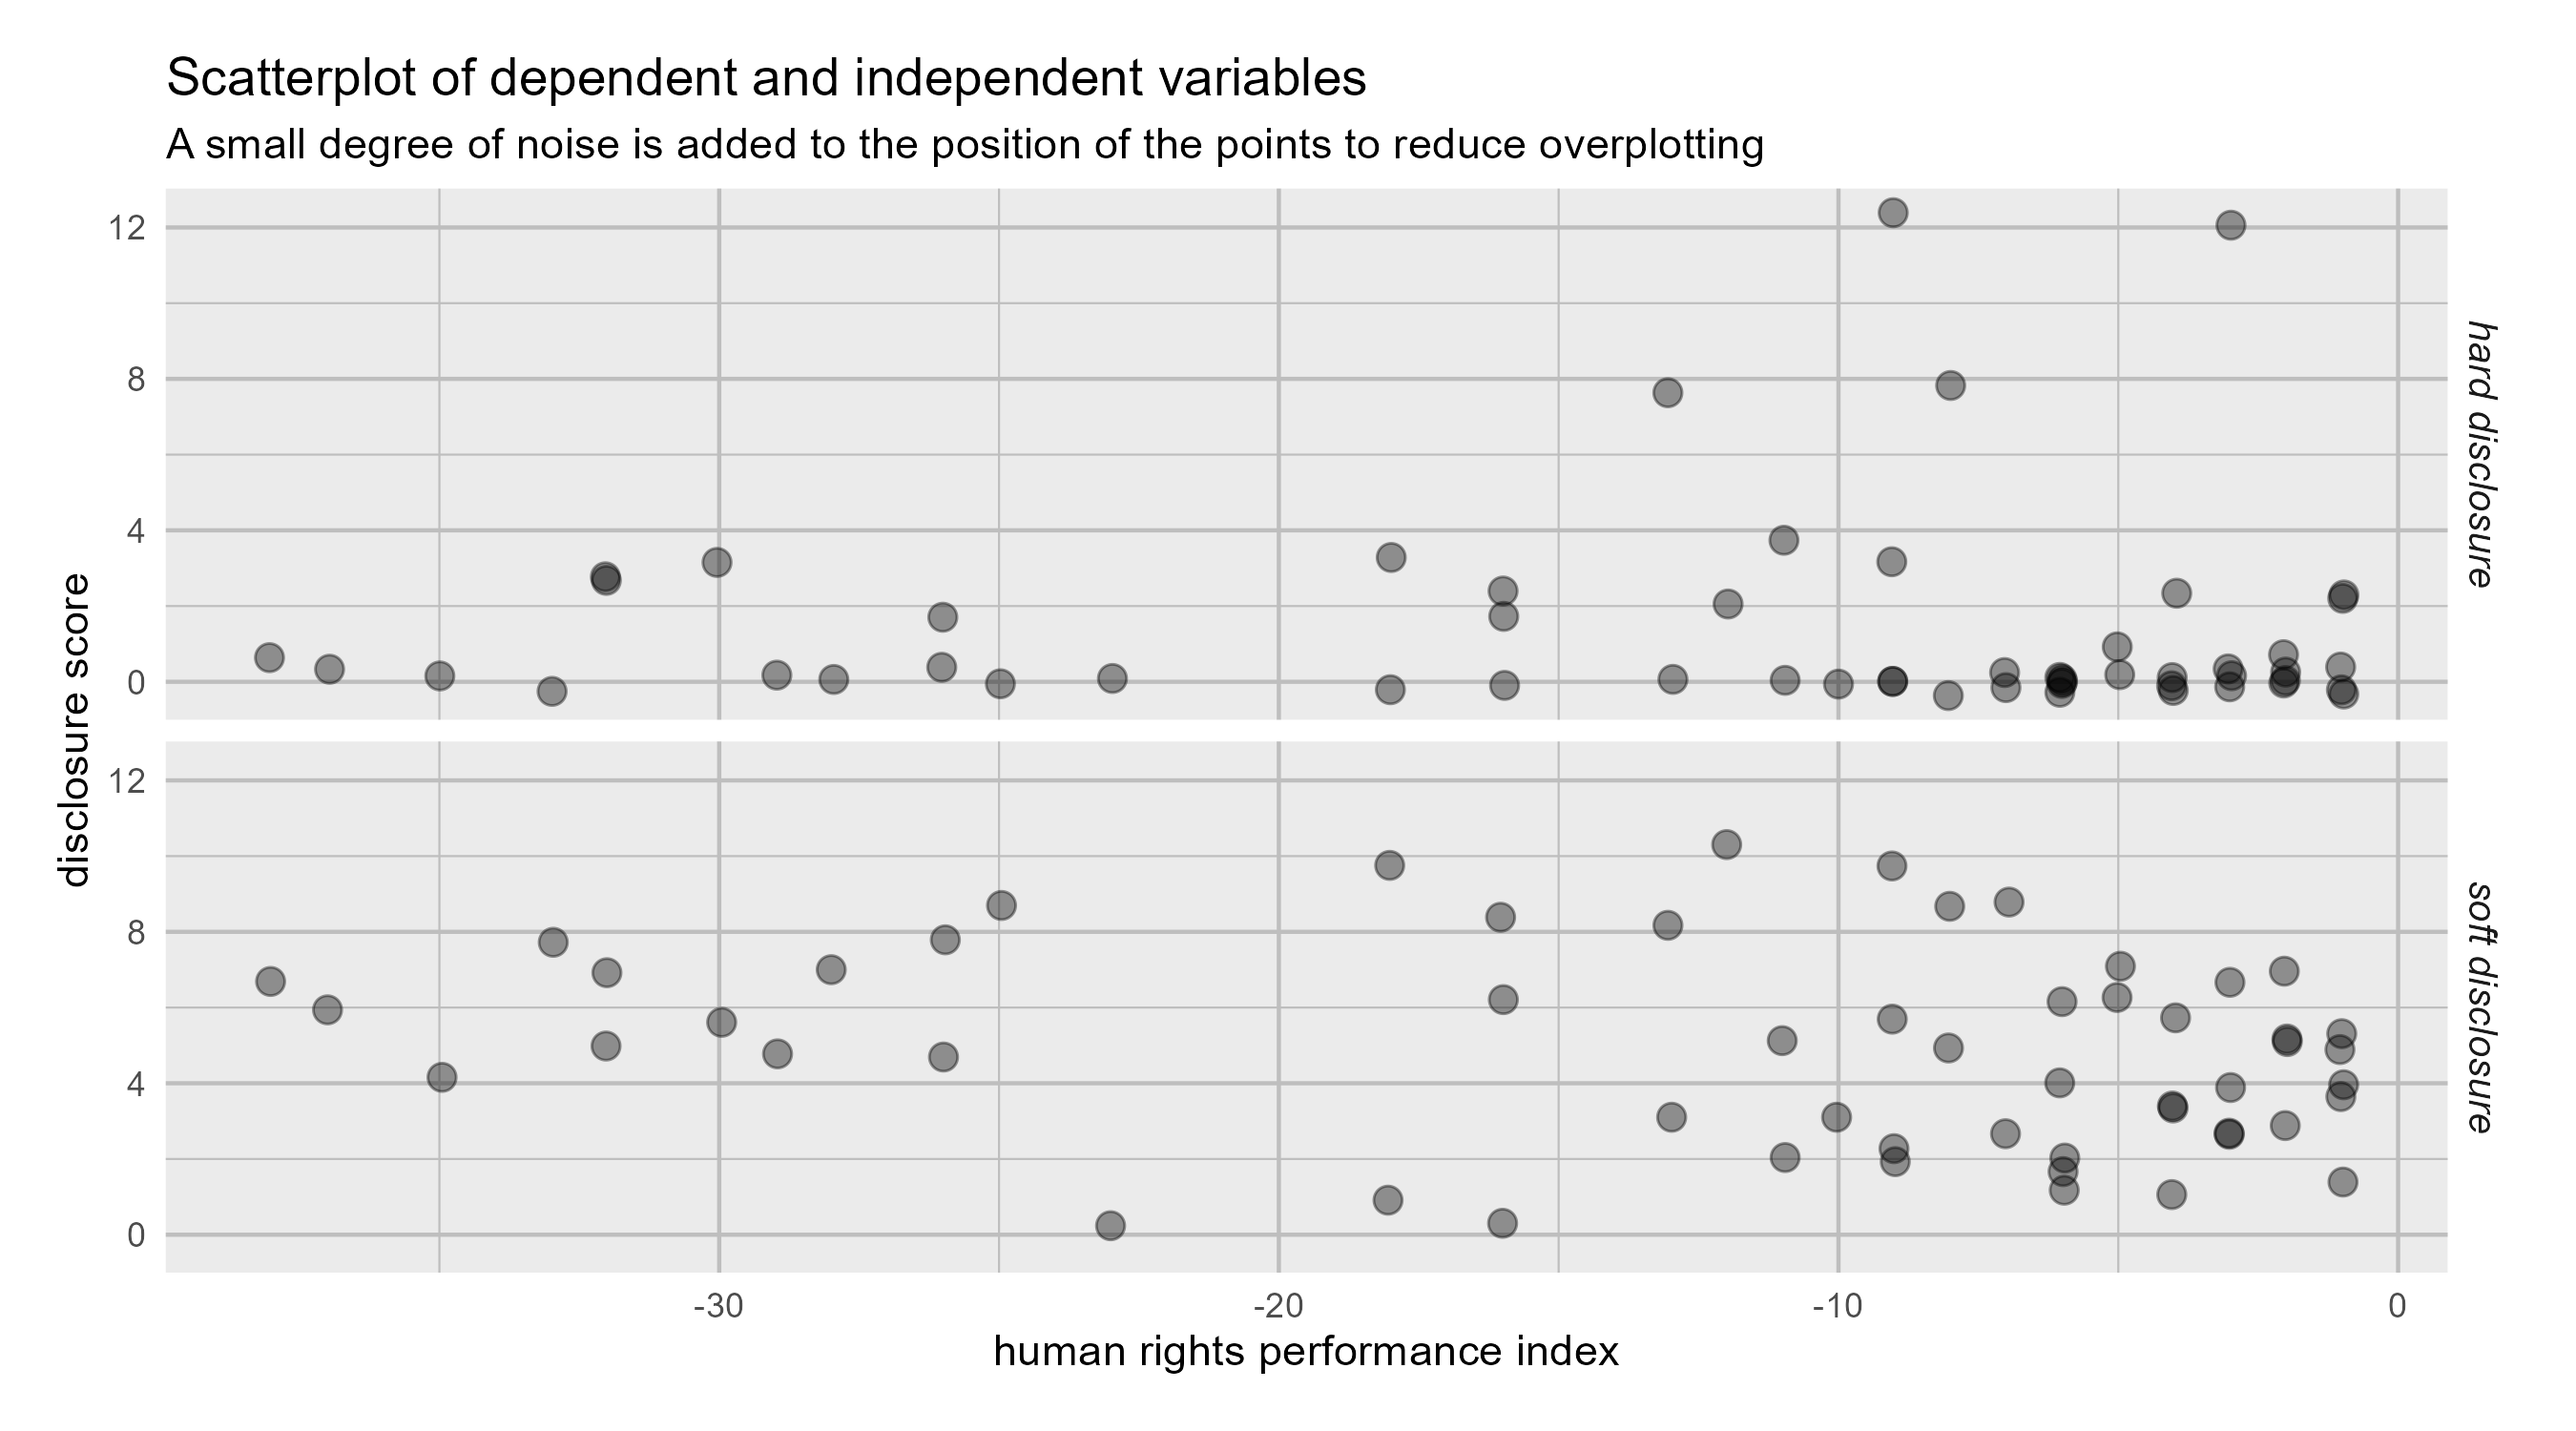 Scatterplot of dependent and independent variables
A small degree of noise is added to the position of the points to reduce overplotting
disclosure score
12
8
4
0
hard disclosure
12
8
4
0
soft disclosure
-30
-20
-10
0
human rights performance index